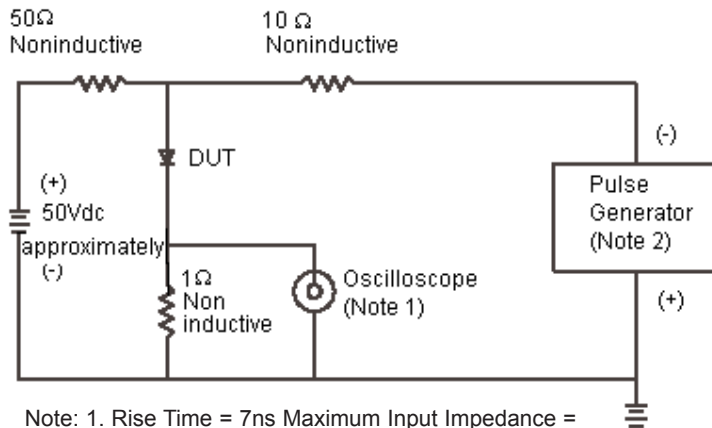 50Ω
Noninductive
10 Ω
Noninductive
DUT
(+)
50Vdc
approximately
(-)
1Ω
Non
inductive
Oscilloscope
(Note 1)
(-)
Pulse
Generator
(Note 2)
(+)
Note: 1. Rise Time = 7ns Maximum Input Impedance =